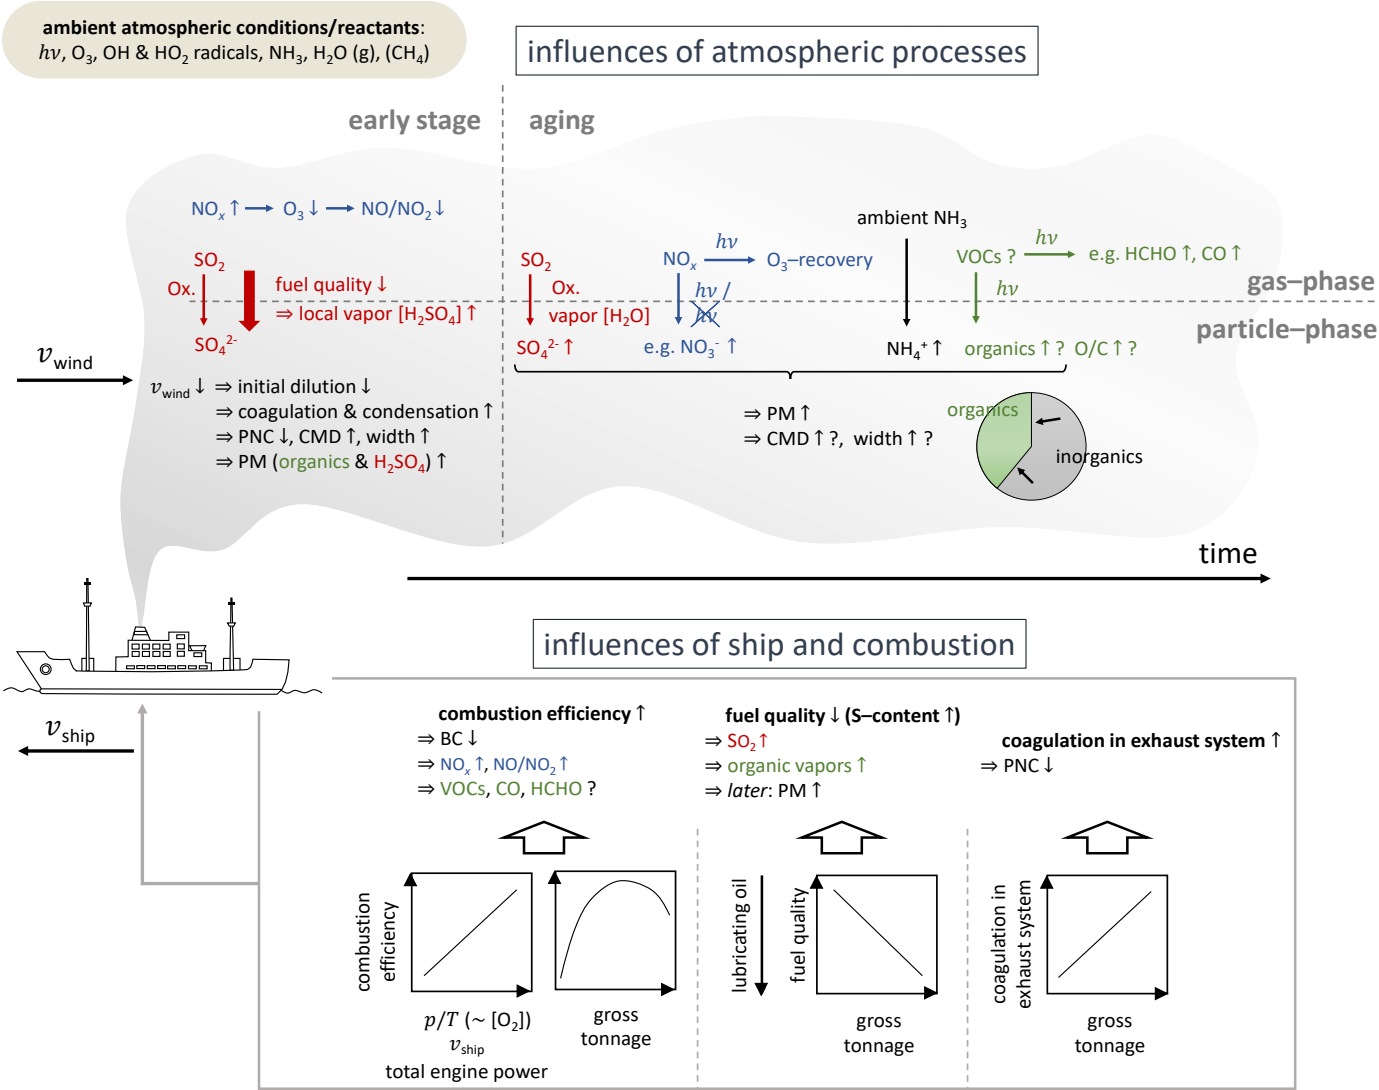 ambient atmospheric conditions/reactants:
hν, O₃, OH & HO₂ radicals, NH₃, H₂O (g), (CH₄)
influences of atmospheric processes
early stage
aging
NOₓ ↑ → O₃ ↓ → NO/NO₂ ↓
SO₂
Ox.
SO₄²⁻
fuel quality ↓
⇒ local vapor [H₂SO₄] ↑
SO₂
Ox.
vapor [H₂O]
SO₄²⁻ ↑
NOₓ
hν
O₃–recovery
hν /
hν
e.g. NO₃⁻ ↑
ambient NH₃
NH₄⁺ ↑
VOCs ?
hν
e.g. HCHO ↑, CO ↑
hν
organics ↑ ? O/C ↑ ?
gas–phase
particle–phase
v_wind
v_wind ↓ ⇒ initial dilution ↓
⇒ coagulation & condensation ↑
⇒ PNC ↓, CMD ↑, width ↑
⇒ PM (organics & H₂SO₄) ↑
⇒ PM ↑
⇒ CMD ↑ ?, width ↑ ?
organics
inorganics
time
influences of ship and combustion
v_ship
combustion efficiency ↑
⇒ BC ↓
⇒ NOₓ ↑, NO/NO₂ ↑
⇒ VOCs, CO, HCHO ?
fuel quality ↓ (S–content ↑)
⇒ SO₂ ↑
⇒ organic vapors ↑
⇒ later: PM ↑
coagulation in exhaust system ↑
⇒ PNC ↓
combustion
efficiency
p/T (~ [O₂])
v_ship
total engine power
gross
tonnage
lubricating oil
fuel quality
gross
tonnage
coagulation in
exhaust system
gross
tonnage